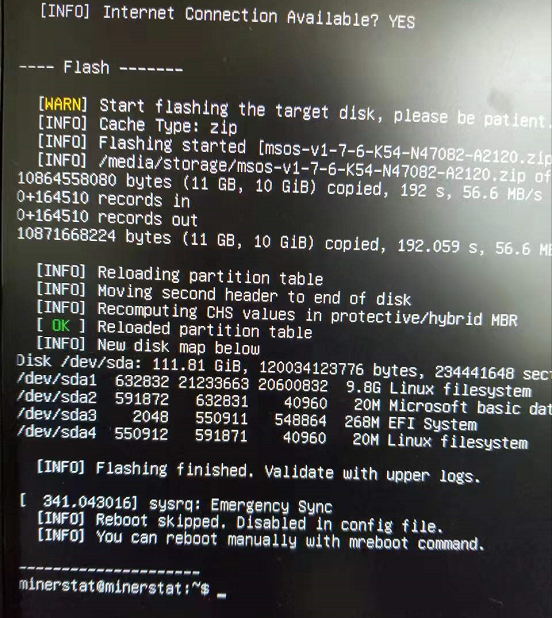 [INFO] Internet Connection Available? YES
---- Flash -------
[WARN] Start flashing the target disk, please be patient.
[INFO] Cache Type: zip
[INFO] Flashing started [msos-v1-7-6-K54-N47082-A2120.zip
[INFO] /media/storage/msos-v1-7-6-K54-N47082-A2120.zip of
10864558080 bytes (11 GB, 10 GiB) copied, 192 s, 56.6 MB/s
0+164510 records in
0+164510 records out
10871668224 bytes (11 GB, 10 GiB) copied, 192.059 s, 56.6 MB
[INFO] Reloading partition table
[INFO] Moving second header to end of disk
[INFO] Recomputing CHS values in protective/hybrid MBR
[ OK ] Reloaded partition table
[INFO] New disk map below
Disk /dev/sda: 111.81 GiB, 120034123776 bytes, 234441648 sect
/dev/sda1 632832 21233663 20600832 9.8G Linux filesystem
/dev/sda2 591872 632831 40960 20M Microsoft basic dat
/dev/sda3 2048 550911 548864 268M EFI System
/dev/sda4 550912 591871 40960 20M Linux filesystem
[INFO] Flashing finished. Validate with upper logs.
[ 341.043016] sysrq: Emergency Sync
[INFO] Reboot skipped. Disabled in config file.
[INFO] You can reboot manually with mreboot command.
---------------------
minerstat@minerstat:~$ _